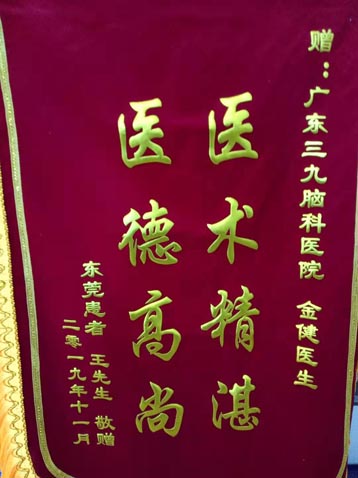 赠：广东三九脑科医院 金健医生
医术精湛
医德高尚
东莞患者 王先生 敬赠
二零一九年十一月